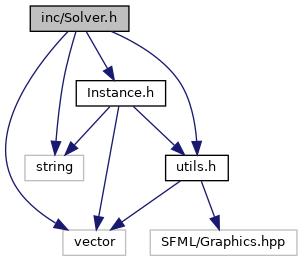 inc/Solver.h
Instance.h
string
utils.h
vector
SFML/Graphics.hpp